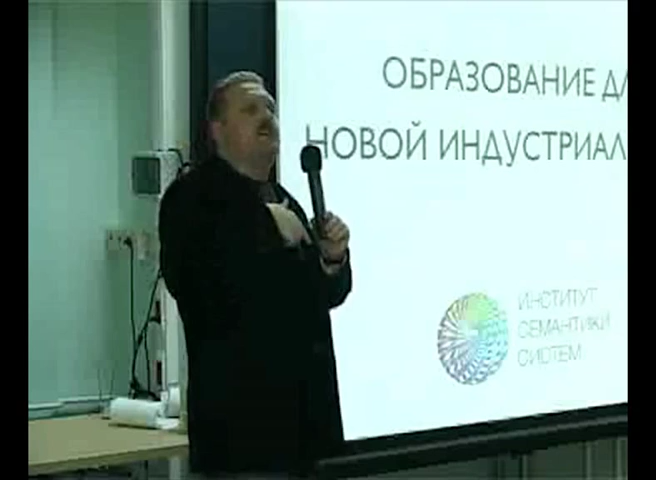 ОБРАЗОВАНИЕ ДЛ
НОВОЙ ИНДУСТРИАЛ
ИНСТИТУТ
СЕМАНТИКИ
СИСТЕМ